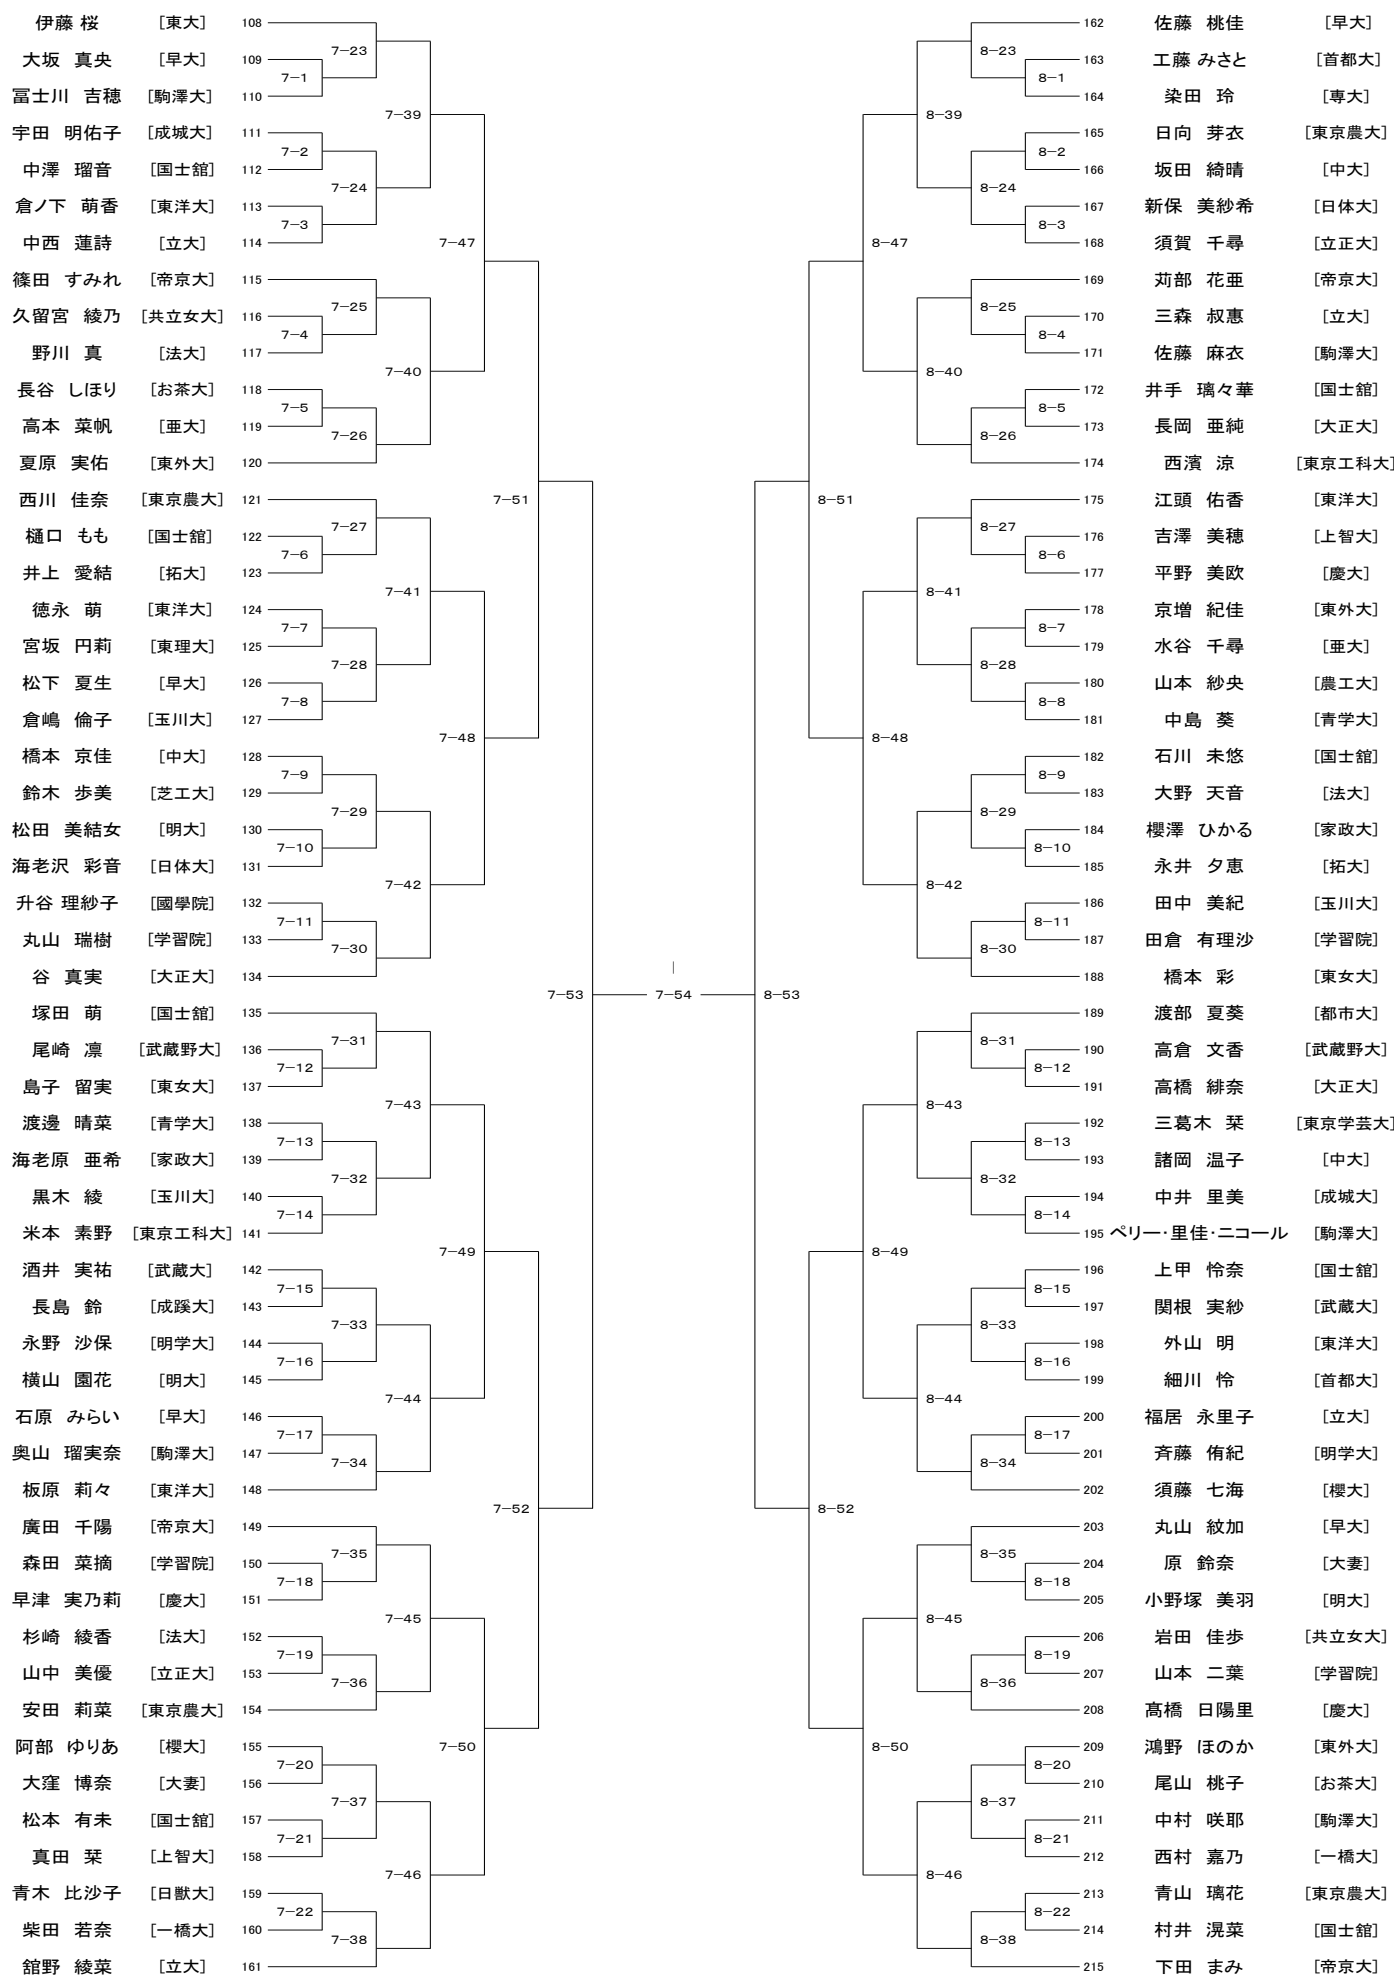 伊藤 桜 [東大] 108
大坂 真央 [早大] 109
冨士川 吉穂 [駒澤大] 110
宇田 明佑子 [成城大] 111
中澤 瑠音 [国士舘] 112
倉ノ下 萌香 [東洋大] 113
中西 蓮詩 [立大] 114
篠田 すみれ [帝京大] 115
久留宮 綾乃 [共立女大] 116
野川 真 [法大] 117
長谷 しほり [お茶大] 118
高本 菜帆 [亜大] 119
夏原 実佑 [東外大] 120
西川 佳奈 [東京農大] 121
樋口 もも [国士舘] 122
井上 愛結 [拓大] 123
徳永 萌 [東洋大] 124
宮坂 円莉 [東理大] 125
松下 夏生 [早大] 126
倉嶋 倫子 [玉川大] 127
橋本 京佳 [中大] 128
鈴木 歩美 [芝工大] 129
松田 美結女 [明大] 130
海老沢 彩音 [日体大] 131
升谷 理紗子 [國學院] 132
丸山 瑞樹 [学習院] 133
谷 真実 [大正大] 134
塚田 萌 [国士舘] 135
尾崎 凛 [武蔵野大] 136
島子 留実 [東女大] 137
渡邊 晴菜 [青学大] 138
海老原 亜希 [家政大] 139
黒木 綾 [玉川大] 140
米本 素野 [東京工科大] 141
酒井 実祐 [武蔵大] 142
長島 鈴 [成蹊大] 143
永野 沙保 [明学大] 144
横山 園花 [明大] 145
石原 みらい [早大] 146
奥山 瑠実奈 [駒澤大] 147
板原 莉々 [東洋大] 148
廣田 千陽 [帝京大] 149
森田 菜摘 [学習院] 150
早津 実乃莉 [慶大] 151
杉崎 綾香 [法大] 152
山中 美優 [立正大] 153
安田 莉菜 [東京農大] 154
阿部 ゆりあ [櫻大] 155
大窪 博奈 [大妻] 156
松本 有未 [国士舘] 157
真田 栞 [上智大] 158
青木 比沙子 [日獣大] 159
柴田 若奈 [一橋大] 160
舘野 綾菜 [立大] 161
7-1
7-2
7-3
7-4
7-5
7-6
7-7
7-8
7-9
7-10
7-11
7-12
7-13
7-14
7-15
7-16
7-17
7-18
7-19
7-20
7-21
7-22
7-23
7-24
7-25
7-26
7-27
7-28
7-29
7-30
7-31
7-32
7-33
7-34
7-35
7-36
7-37
7-38
7-39
7-40
7-41
7-42
7-43
7-44
7-45
7-46
7-47
7-48
7-49
7-50
7-51
7-52
7-53
7-54
8-53
8-51
8-52
8-47
8-48
8-49
8-50
8-39
8-40
8-41
8-42
8-43
8-44
8-45
8-46
8-23
8-24
8-25
8-26
8-27
8-28
8-29
8-30
8-31
8-32
8-33
8-34
8-35
8-36
8-37
8-38
8-1
8-2
8-3
8-4
8-5
8-6
8-7
8-8
8-9
8-10
8-11
8-12
8-13
8-14
8-15
8-16
8-17
8-18
8-19
8-20
8-21
8-22
162 佐藤 桃佳 [早大]
163 工藤 みさと [首都大]
164 染田 玲 [専大]
165 日向 芽衣 [東京農大]
166 坂田 綺晴 [中大]
167 新保 美紗希 [日体大]
168 須賀 千尋 [立正大]
169 苅部 花亜 [帝京大]
170 三森 叔惠 [立大]
171 佐藤 麻衣 [駒澤大]
172 井手 璃々華 [国士舘]
173 長岡 亜純 [大正大]
174 西濱 涼 [東京工科大]
175 江頭 佑香 [東洋大]
176 吉澤 美穂 [上智大]
177 平野 美欧 [慶大]
178 京増 紀佳 [東外大]
179 水谷 千尋 [亜大]
180 山本 紗央 [農工大]
181 中島 葵 [青学大]
182 石川 未悠 [国士舘]
183 大野 天音 [法大]
184 櫻澤 ひかる [家政大]
185 永井 夕恵 [拓大]
186 田中 美紀 [玉川大]
187 田倉 有理沙 [学習院]
188 橋本 彩 [東女大]
189 渡部 夏葵 [都市大]
190 高倉 文香 [武蔵野大]
191 高橋 緋奈 [大正大]
192 三葛木 栞 [東京学芸大]
193 諸岡 温子 [中大]
194 中井 里美 [成城大]
195 ペリー・里佳・ニコール [駒澤大]
196 上甲 怜奈 [国士舘]
197 関根 実紗 [武蔵大]
198 外山 明 [東洋大]
199 細川 怜 [首都大]
200 福居 永里子 [立大]
201 斉藤 侑紀 [明学大]
202 須藤 七海 [櫻大]
203 丸山 紋加 [早大]
204 原 鈴奈 [大妻]
205 小野塚 美羽 [明大]
206 岩田 佳歩 [共立女大]
207 山本 二葉 [学習院]
208 髙橋 日陽里 [慶大]
209 鴻野 ほのか [東外大]
210 尾山 桃子 [お茶大]
211 中村 咲耶 [駒澤大]
212 西村 嘉乃 [一橋大]
213 青山 璃花 [東京農大]
214 村井 滉菜 [国士舘]
215 下田 まみ [帝京大]